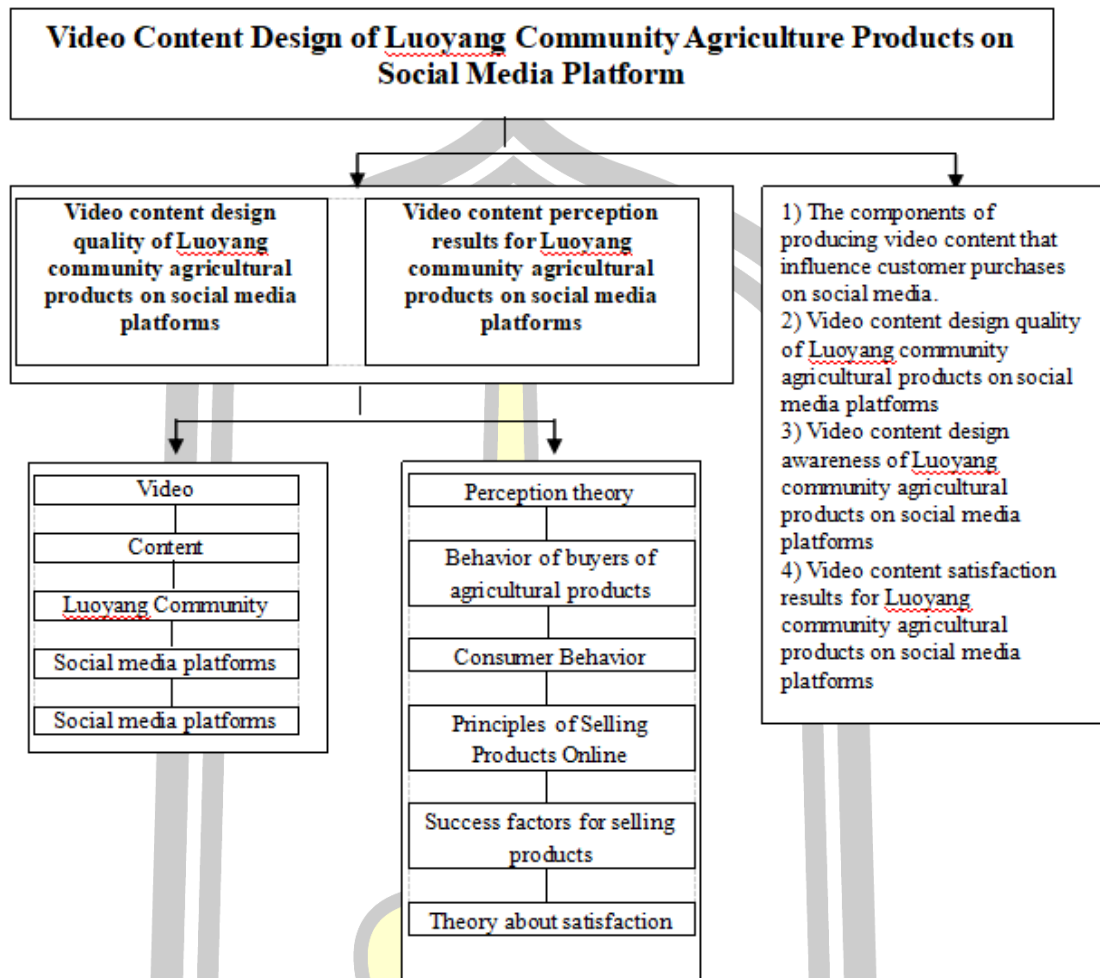 Video Content Design of Luoyang Community Agriculture Products on
Social Media Platform
Video content design
quality of Luoyang
community agricultural
products on social media
platforms
Video content perception
results for Luoyang
community agricultural
products on social media
platforms
1) The components of
producing video content that
influence customer purchases
on social media.
2) Video content design quality
of Luoyang community
agricultural products on social
media platforms
3) Video content design
awareness of Luoyang
community agricultural
products on social media
platforms
4) Video content satisfaction
results for Luoyang
community agricultural
products on social media
platforms
Video
Content
Luoyang Community
Social media platforms
Social media platforms
Perception theory
Behavior of buyers of
agricultural products
Consumer Behavior
Principles of Selling
Products Online
Success factors for selling
products
Theory about satisfaction